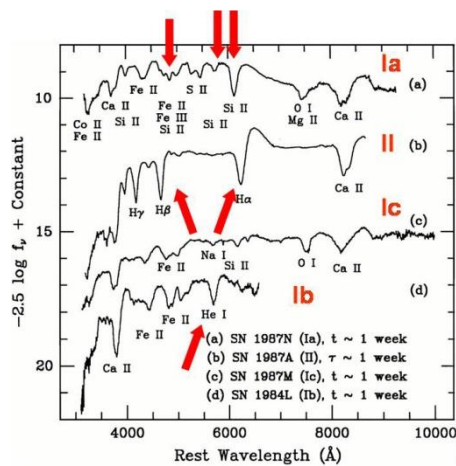 Ia
Fe II S II (a)
Ca II Fe II Si II O I
Co II Si II Fe III Si II Mg II Ca II
Fe II Si II
II
(b)
Hγ Hβ Hα Ca II
Ic
(c)
Fe II Na I Si II O I Ca II
Ib (d)
Ca II Fe II Fe II He I
(a) SN 1987N (Ia), t ~ 1 week
(b) SN 1987A (II), τ ~ 1 week
(c) SN 1987M (Ic), t ~ 1 week
(d) SN 1984L (Ib), t ~ 1 week
10
15
20
-2.5 log fν + Constant
4000 6000 8000 10000
Rest Wavelength (Å)